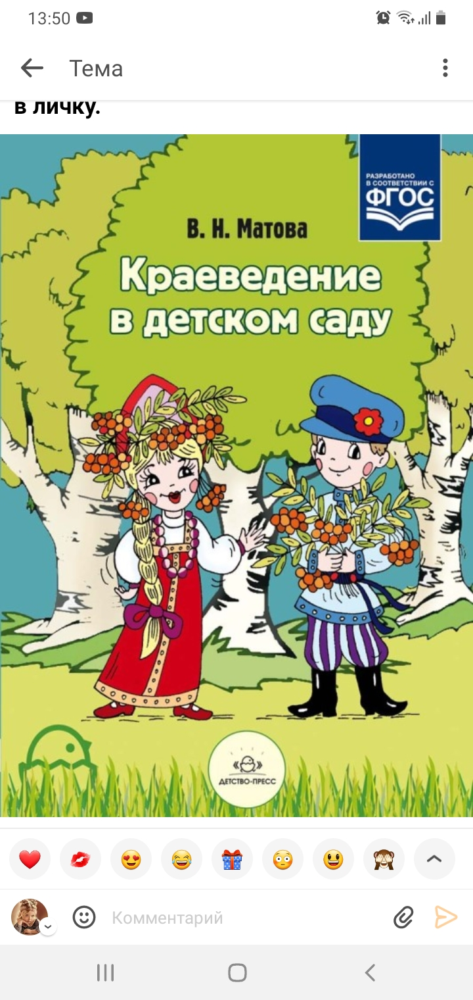 13:50
Тема
в личку.
РАЗРАБОТАНО
В СООТВЕТСТВИИ С
ФГОС
В. Н. Матова
Краеведение
в детском саду
ДЕТСТВО-ПРЕСС
Комментарий